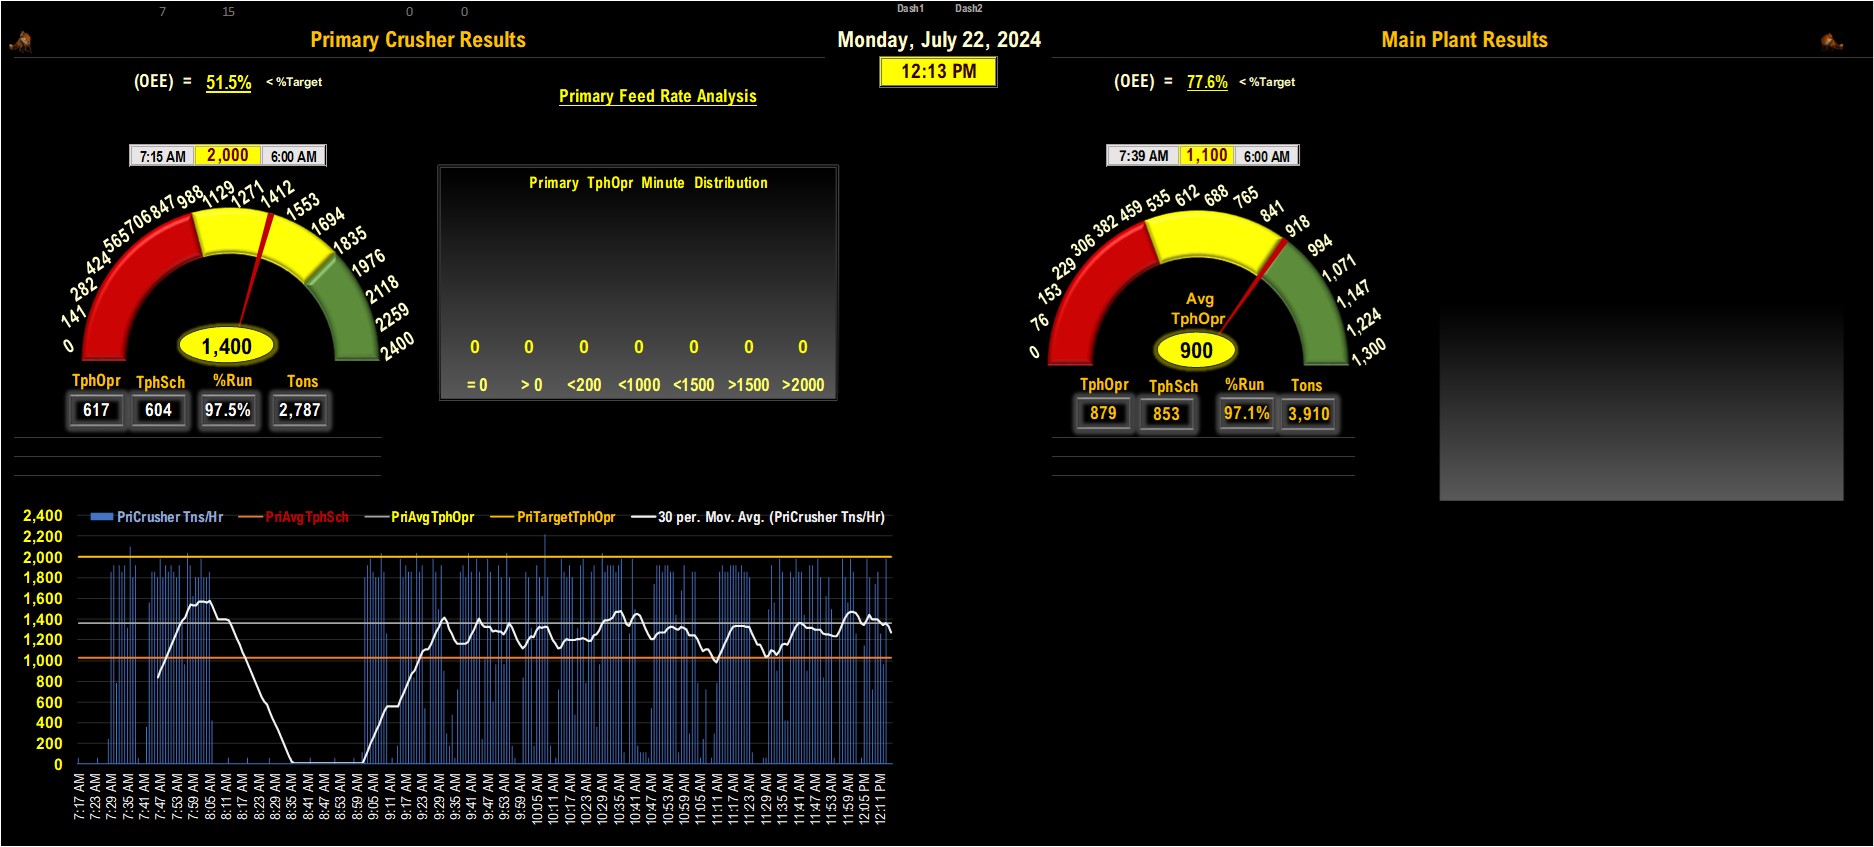 7 15 0 0 Dash1 Dash2
Primary Crusher Results
Monday, July 22, 2024
Main Plant Results
12:13 PM
(OEE) = 51.5% < %Target
Primary Feed Rate Analysis
(OEE) = 77.6% < %Target
7:15 AM 2,000 6:00 AM
0 141 282 424 565 706 847 988 1129 1271 1412 1553 1694 1835 1976 2118 2259 2400
1,400
TphOpr TphSch %Run Tons
617 604 97.5% 2,787
Primary TphOpr Minute Distribution
0 0 0 0 0 0 0
= 0 > 0 <200 <1000 <1500 >1500 >2000
7:39 AM 1,100 6:00 AM
0 76 153 229 306 382 459 535 612 688 765 841 918 994 1,071 1,147 1,224 1,300
Avg
TphOpr
900
TphOpr TphSch %Run Tons
879 853 97.1% 3,910
PriCrusher Tns/Hr PriAvgTphSch PriAvgTphOpr PriTargetTphOpr 30 per. Mov. Avg. (PriCrusher Tns/Hr)
2,400
2,200
2,000
1,800
1,600
1,400
1,200
1,000
800
600
400
200
0
7:17 AM 7:23 AM 7:29 AM 7:35 AM 7:41 AM 7:47 AM 7:53 AM 7:59 AM 8:05 AM 8:11 AM 8:17 AM 8:23 AM 8:29 AM 8:35 AM 8:41 AM 8:47 AM 8:53 AM 8:59 AM 9:05 AM 9:11 AM 9:17 AM 9:23 AM 9:29 AM 9:35 AM 9:41 AM 9:47 AM 9:53 AM 9:59 AM 10:05 AM 10:11 AM 10:17 AM 10:23 AM 10:29 AM 10:35 AM 10:41 AM 10:47 AM 10:53 AM 10:59 AM 11:05 AM 11:11 AM 11:17 AM 11:23 AM 11:29 AM 11:35 AM 11:41 AM 11:47 AM 11:53 AM 11:59 AM 12:05 PM 12:11 PM